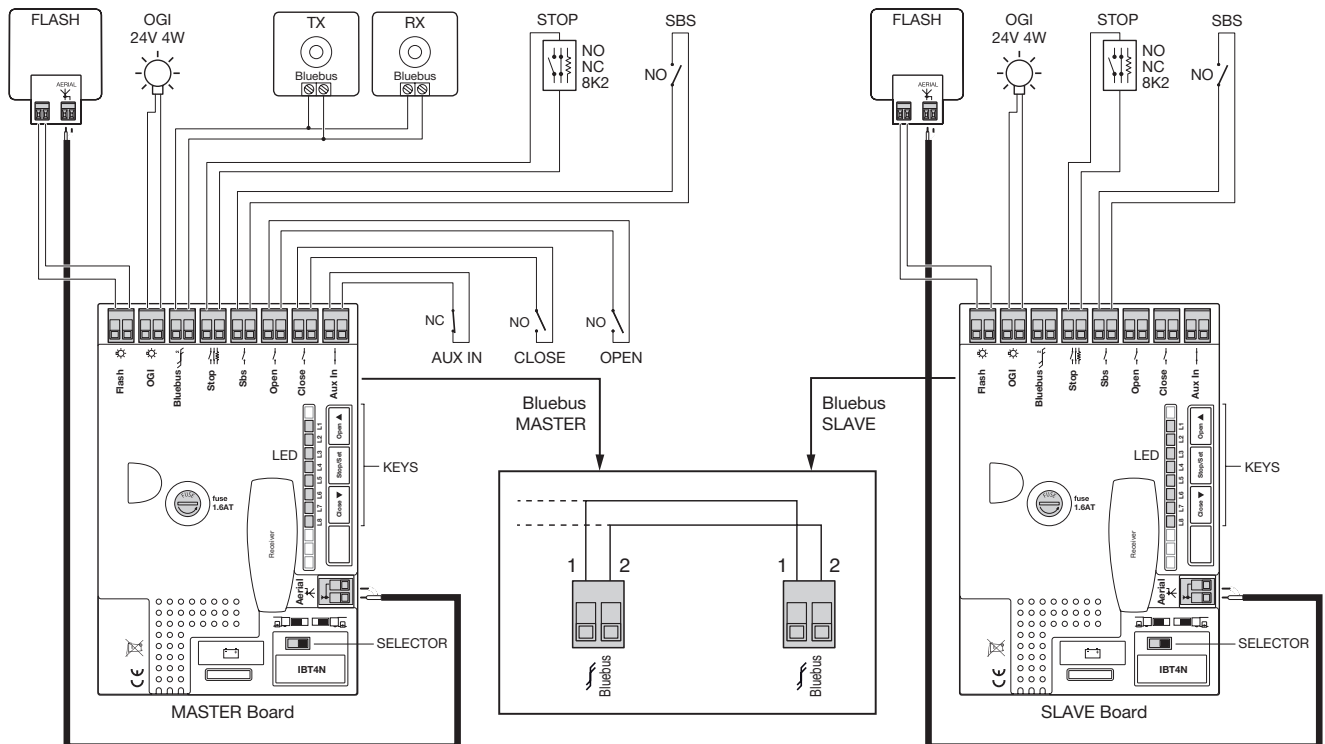 FLASH
AERIAL
OGI
24V 4W
TX
Bluebus
RX
Bluebus
STOP
NO
NC
8K2
SBS
NO
FLASH
AERIAL
OGI
24V 4W
STOP
NO
NC
8K2
SBS
NO
NC
AUX IN
NO
CLOSE
NO
OPEN
Flash
OGI
Bluebus
Stop
Sbs
Open
Close
Aux In
LED
L1
L2
L3
L4
L5
L6
L7
L8
Open ▲
Stop/Set
Close ▼
KEYS
FUSE
fuse
1.6AT
Receiver
Aerial
SELECTOR
IBT4N
CE
MASTER Board
Bluebus
MASTER
Bluebus
SLAVE
1
2
Bluebus
1
2
Bluebus
Flash
OGI
Bluebus
Stop
Sbs
Open
Close
Aux In
LED
L1
L2
L3
L4
L5
L6
L7
L8
Open ▲
Stop/Set
Close ▼
KEYS
FUSE
fuse
1.6AT
Receiver
Aerial
SELECTOR
IBT4N
CE
SLAVE Board